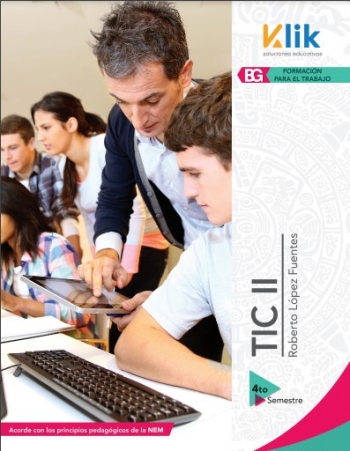 Klik
soluciones educativas
BG
FORMACIÓN
PARA EL TRABAJO
TIC II
Roberto López Fuentes
4to
Semestre
Acorde con los principios pedagógicos de la NEM